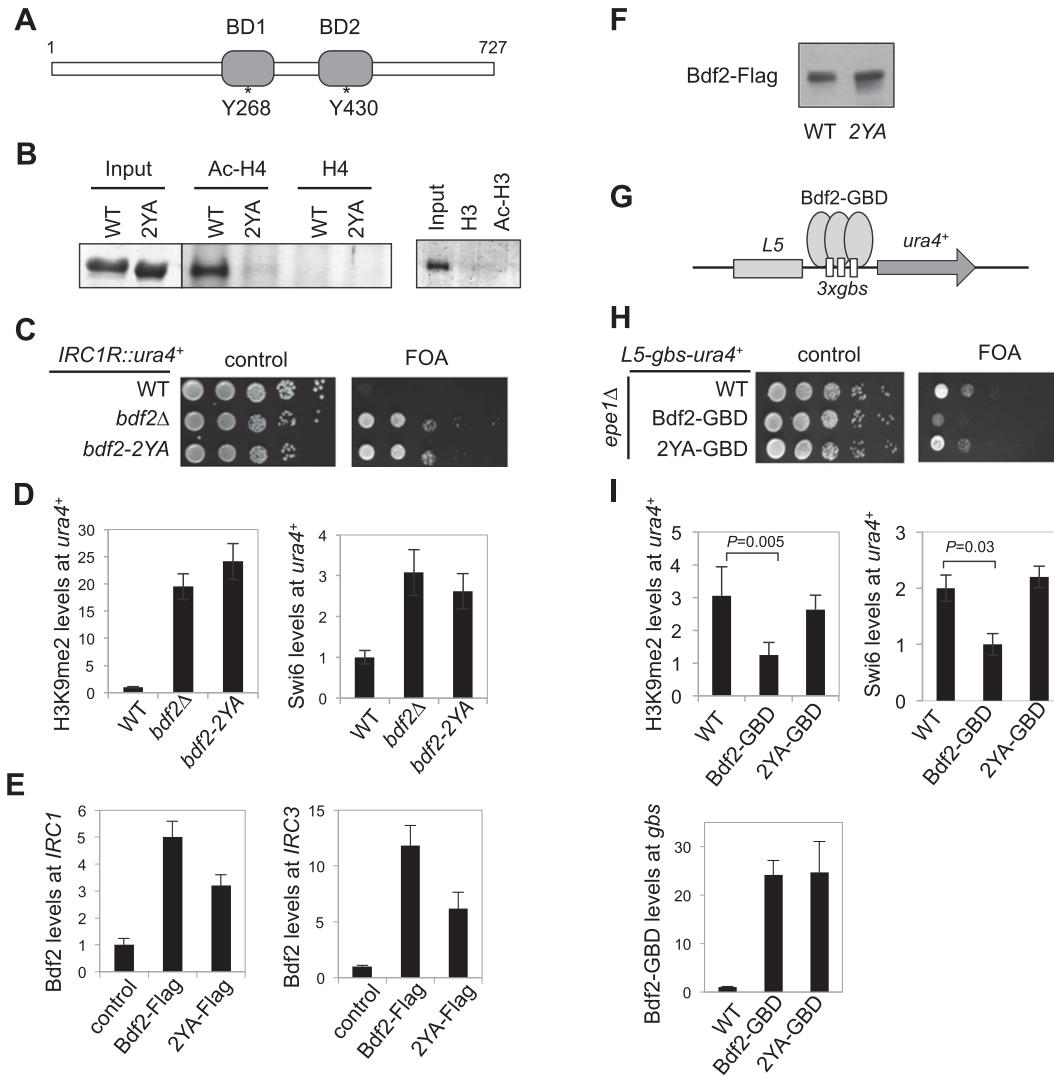 A
BD1 BD2
1 727
* *
Y268 Y430
B
Input Ac-H4 H4
WT 2YA WT 2YA WT 2YA
Input H3 Ac-H3
C
IRC1R::ura4+
control FOA
WT
bdf2Δ
bdf2-2YA
D
H3K9me2 levels at ura4+
30
25
20
15
10
5
0
WT bdf2Δ bdf2-2YA
Swi6 levels at ura4+
4
3
2
1
0
WT bdf2Δ bdf2-2YA
E
Bdf2 levels at IRC1
6
5
4
3
2
1
0
control Bdf2-Flag 2YA-Flag
Bdf2 levels at IRC3
15
10
5
0
control Bdf2-Flag 2YA-Flag
F
Bdf2-Flag
WT 2YA
G
Bdf2-GBD
L5 ura4+
3xgbs
H
L5-gbs-ura4+
control FOA
epe1Δ
WT
Bdf2-GBD
2YA-GBD
I
H3K9me2 levels at ura4+
5
4
3
2
1
0
P=0.005
WT Bdf2-GBD 2YA-GBD
Swi6 levels at ura4+
3
2
1
0
P=0.03
WT Bdf2-GBD 2YA-GBD
Bdf2-GBD levels at gbs
30
20
10
0
WT Bdf2-GBD 2YA-GBD